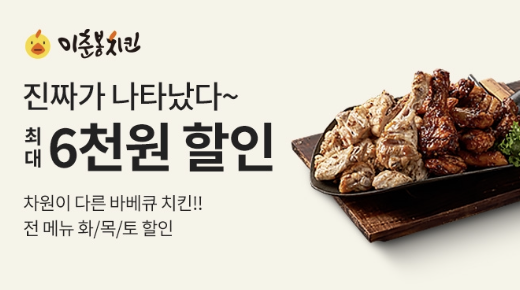 이춘봉치킨
진짜가 나타났다~
최대 6천원 할인
차원이 다른 바베큐 치킨!!
전 메뉴 화/목/토 할인